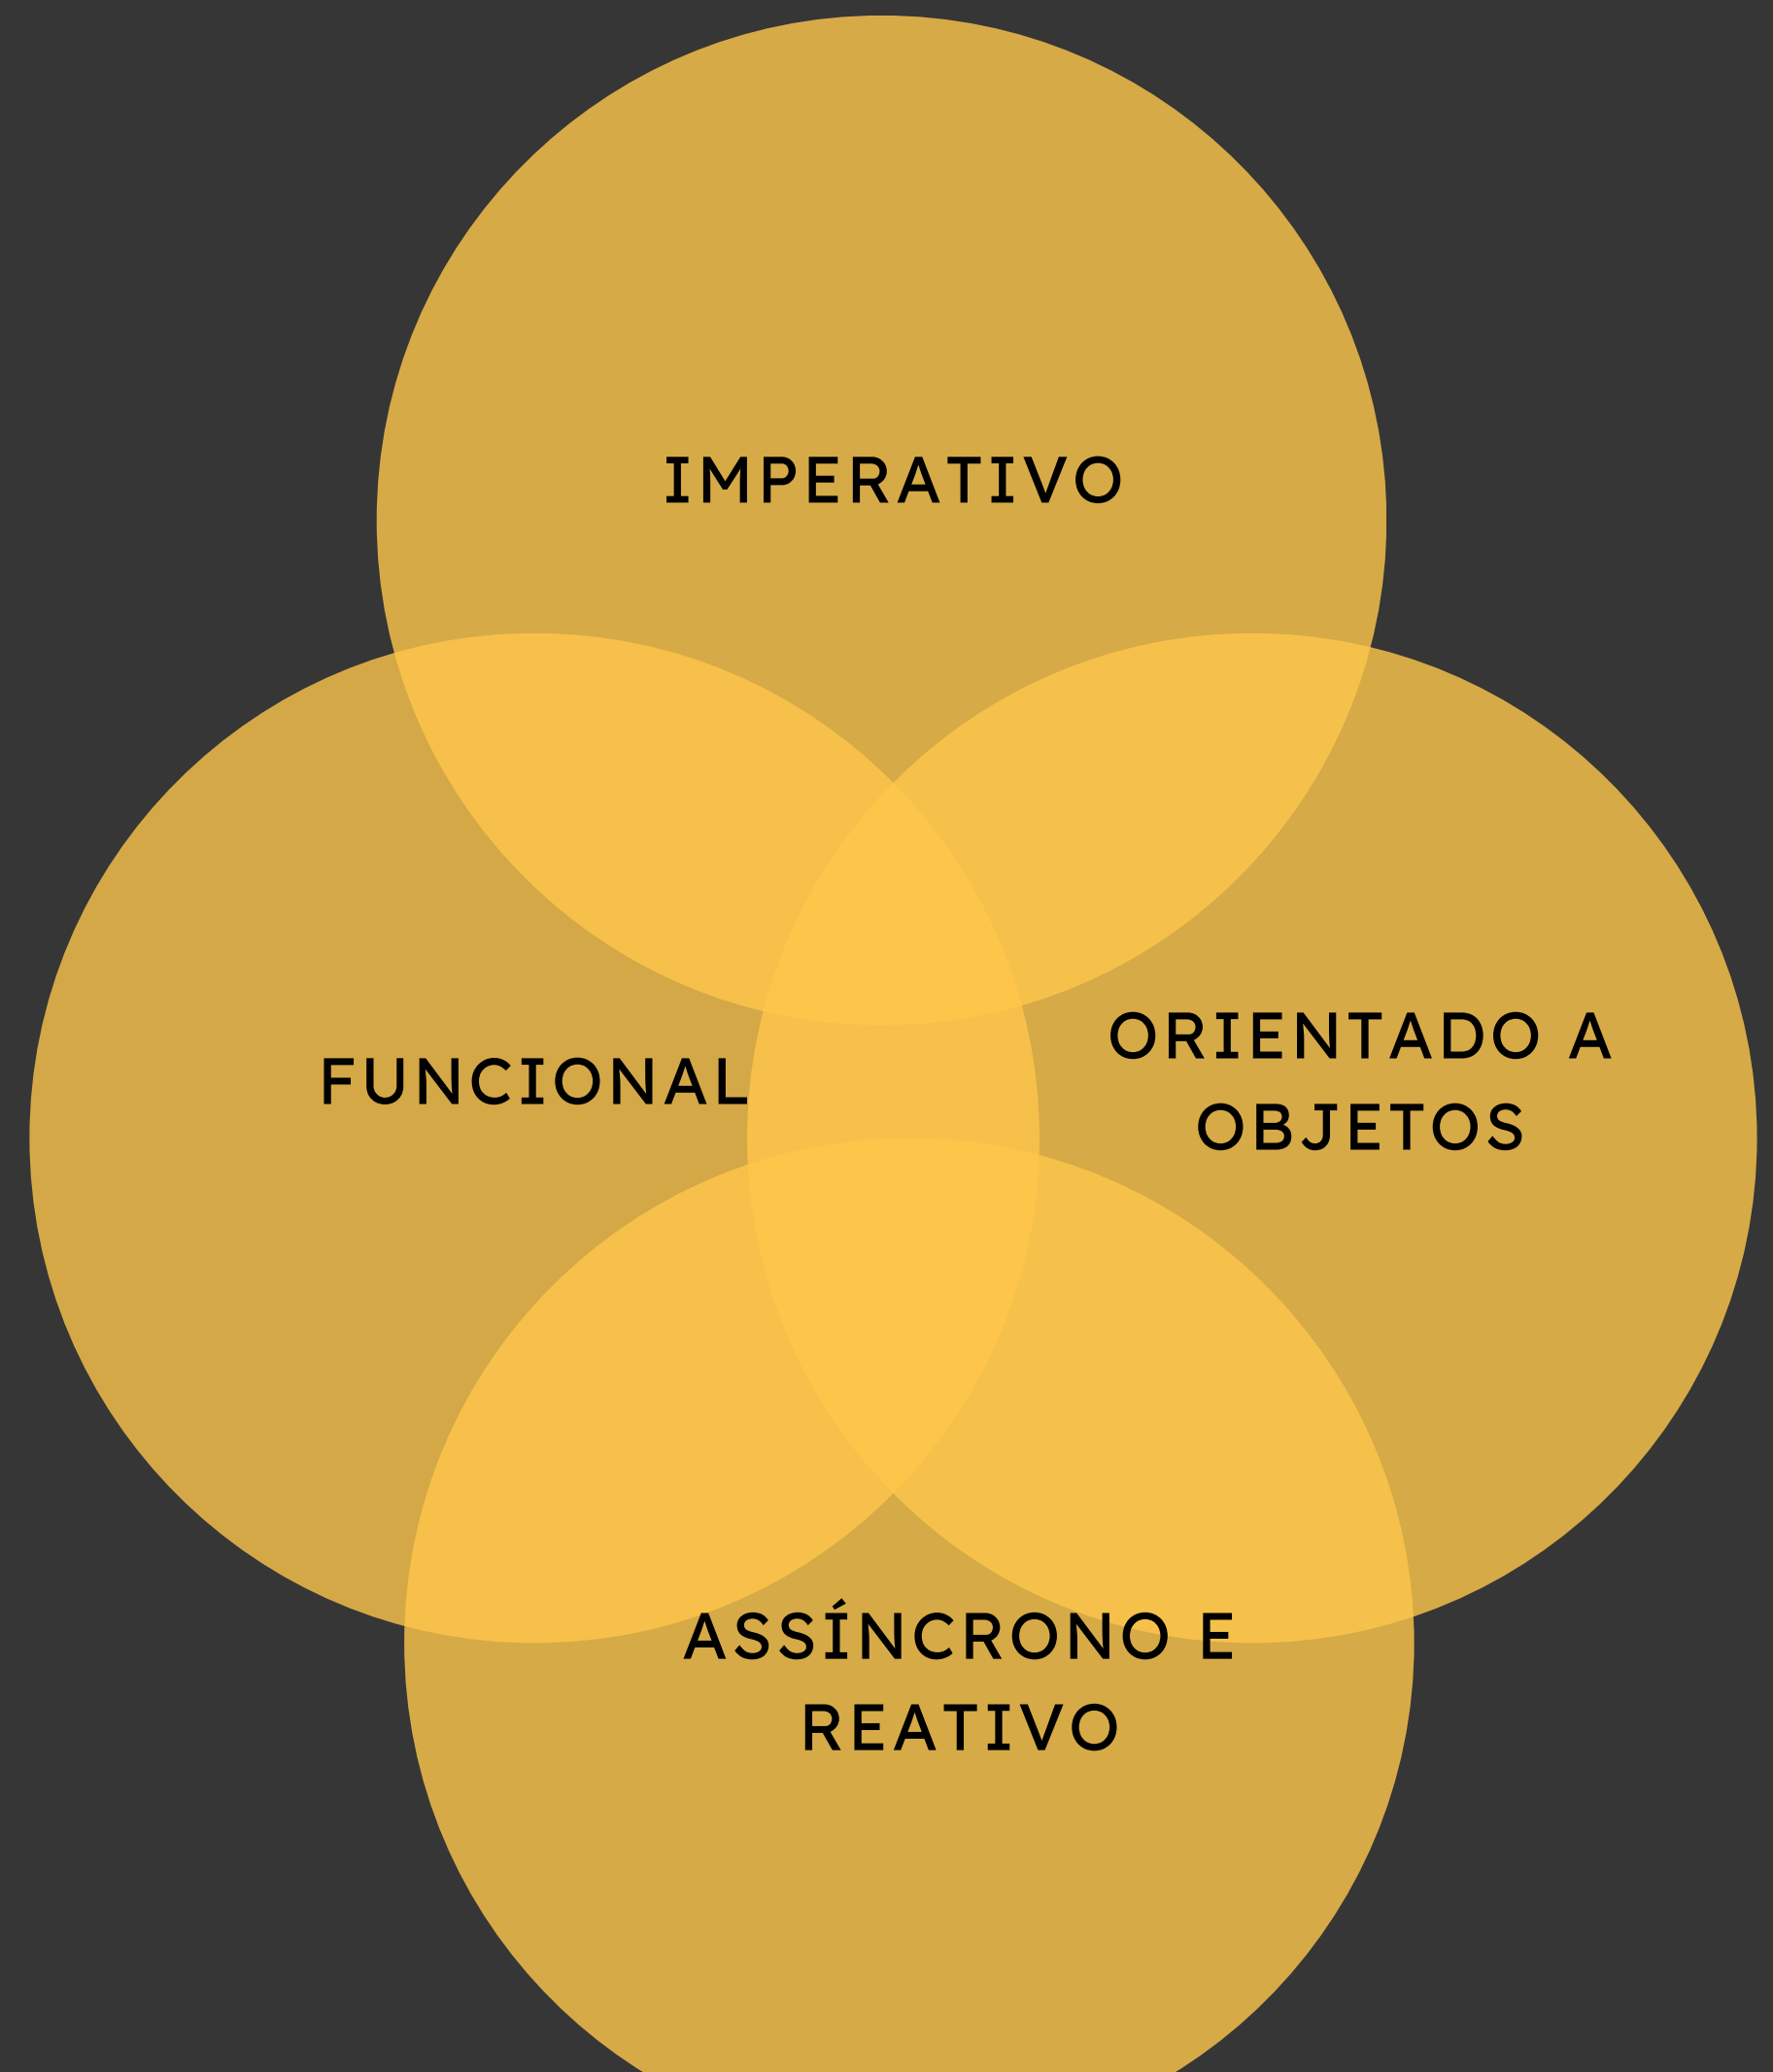 IMPERATIVO
ORIENTADO A
OBJETOS
FUNCIONAL
ASSÍNCRONO E
REATIVO